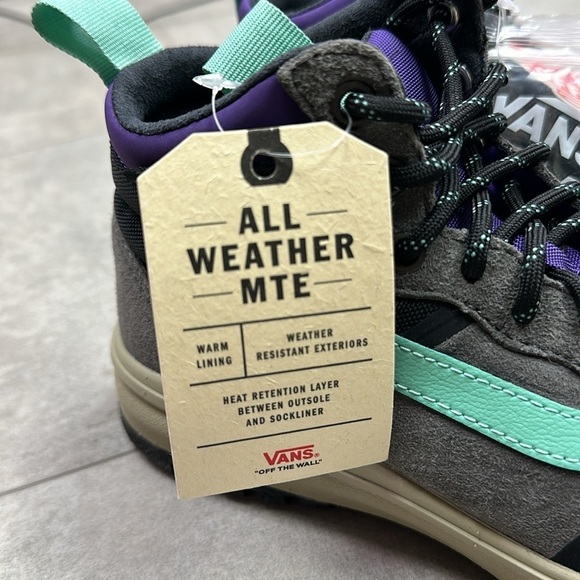 ALL
WEATHER
MTE
WARM
LINING
WEATHER
RESISTANT EXTERIORS
HEAT RETENTION LAYER
BETWEEN OUTSOLE
AND SOCKLINER
VANS®
"OFF THE WALL"
VANS